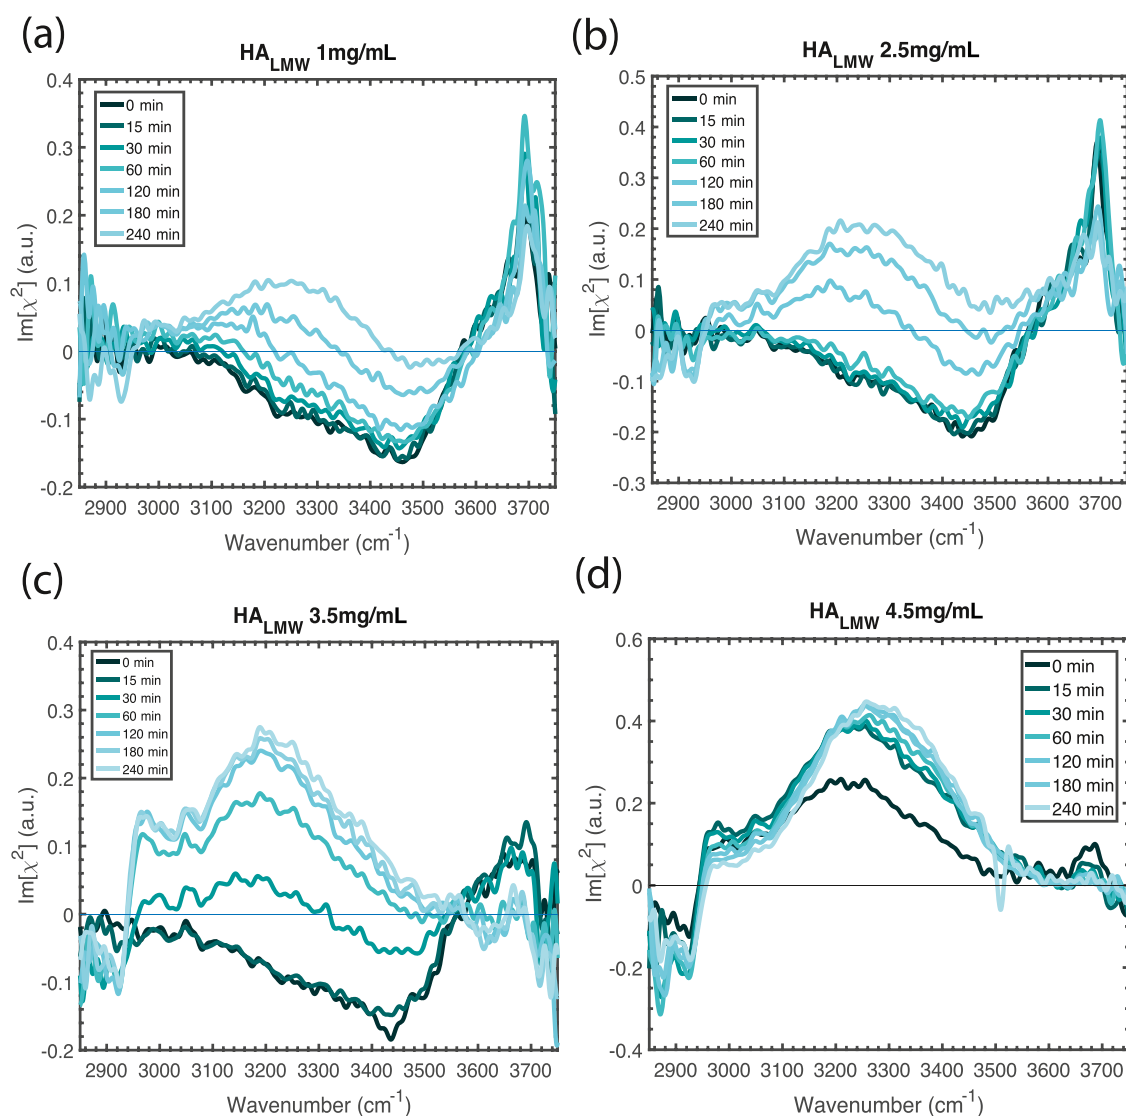 (a)
HA_LMW 1mg/mL
0.4
0.3
0.2
0.1
0
-0.1
-0.2
Im[χ²] (a.u.)
0 min
15 min
30 min
60 min
120 min
180 min
240 min
2900 3000 3100 3200 3300 3400 3500 3600 3700
Wavenumber (cm⁻¹)
(b)
HA_LMW 2.5mg/mL
0.5
0.4
0.3
0.2
0.1
0
-0.1
-0.2
-0.3
Im[χ²] (a.u.)
0 min
15 min
30 min
60 min
120 min
180 min
240 min
2900 3000 3100 3200 3300 3400 3500 3600 3700
Wavenumber (cm⁻¹)
(c)
HA_LMW 3.5mg/mL
0.4
0.3
0.2
0.1
0
-0.1
-0.2
Im[χ²] (a.u.)
0 min
15 min
30 min
60 min
120 min
180 min
240 min
2900 3000 3100 3200 3300 3400 3500 3600 3700
Wavenumber (cm⁻¹)
(d)
HA_LMW 4.5mg/mL
0.6
0.4
0.2
0
-0.2
-0.4
Im[χ²] (a.u.)
0 min
15 min
30 min
60 min
120 min
180 min
240 min
2900 3000 3100 3200 3300 3400 3500 3600 3700
Wavenumber (cm⁻¹)